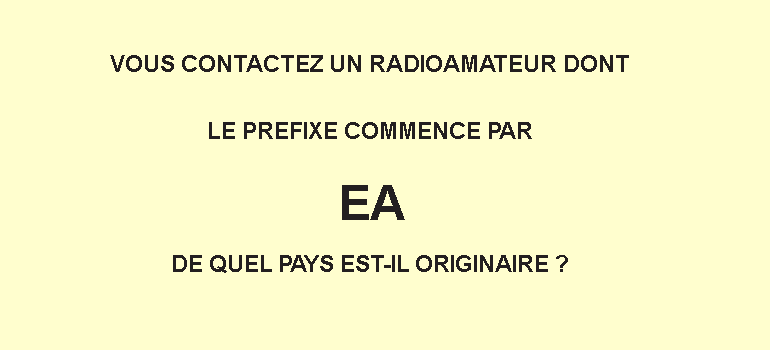 VOUS CONTACTEZ UN RADIOAMATEUR DONT
LE PREFIXE COMMENCE PAR
EA
DE QUEL PAYS EST-IL ORIGINAIRE ?